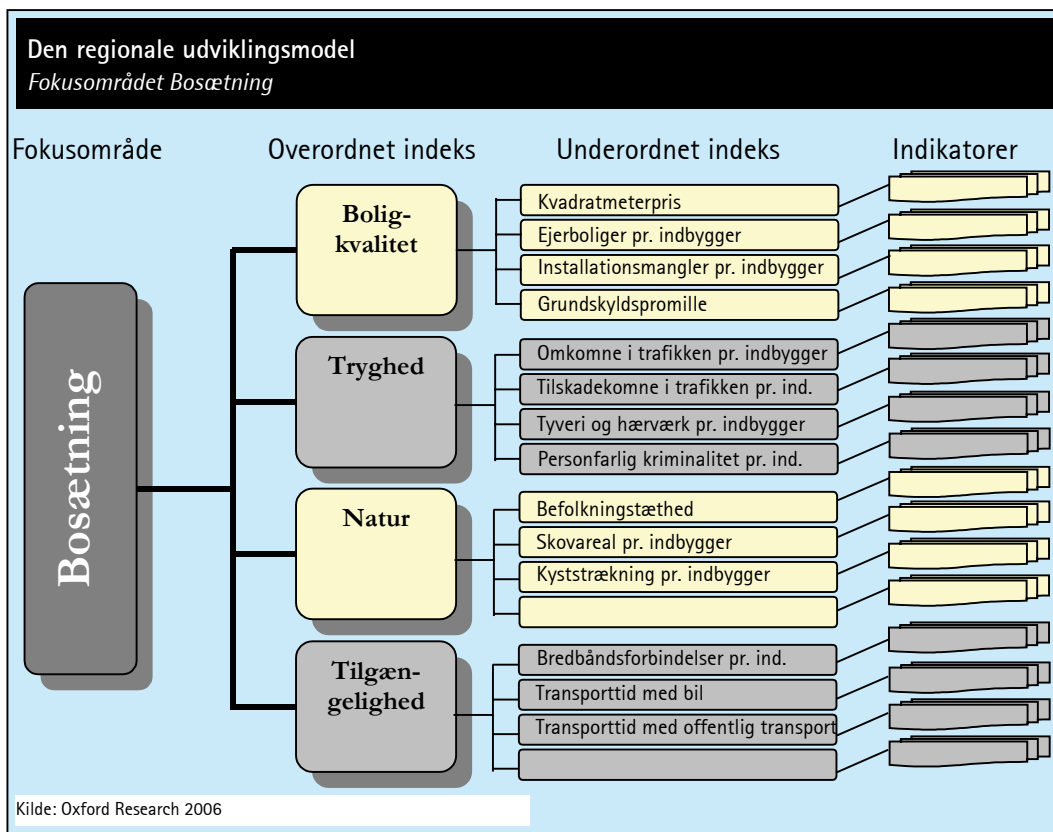 Den regionale udviklingsmodel
Fokusområdet Bosætning
Fokusområde
Overordnet indeks
Underordnet indeks
Indikatorer
Bosætning
Bolig-
kvalitet
Kvadratmeterpris
Ejerboliger pr. indbygger
Installationsmangler pr. indbygger
Grundskyldspromille
Tryghed
Omkomne i trafikken pr. indbygger
Tilskadekomne i trafikken pr. ind.
Tyveri og hærværk pr. indbygger
Personfarlig kriminalitet pr. ind.
Natur
Befolkningstæthed
Skovareal pr. indbygger
Kyststrækning pr. indbygger
Tilgæn-
gelighed
Bredbåndsforbindelser pr. ind.
Transporttid med bil
Transporttid med offentlig transport
Kilde: Oxford Research 2006